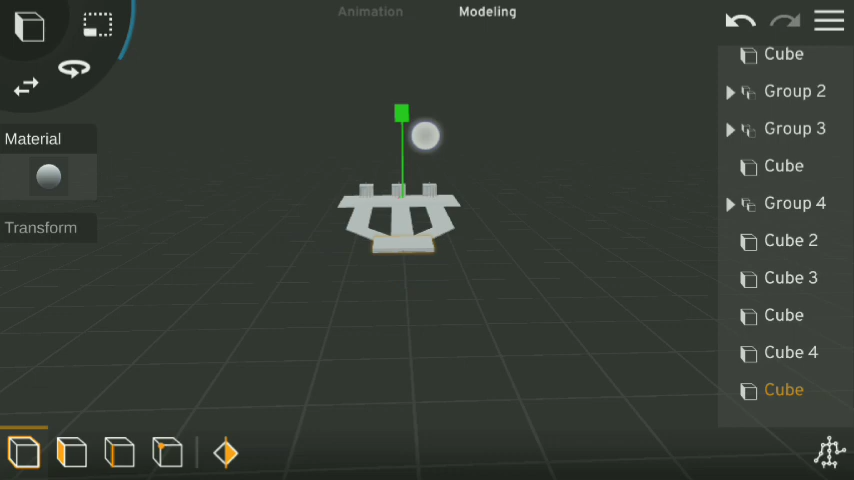 Animation
Modeling
Material
Transform
Cube
Group 2
Group 3
Cube
Group 4
Cube 2
Cube 3
Cube
Cube 4
Cube